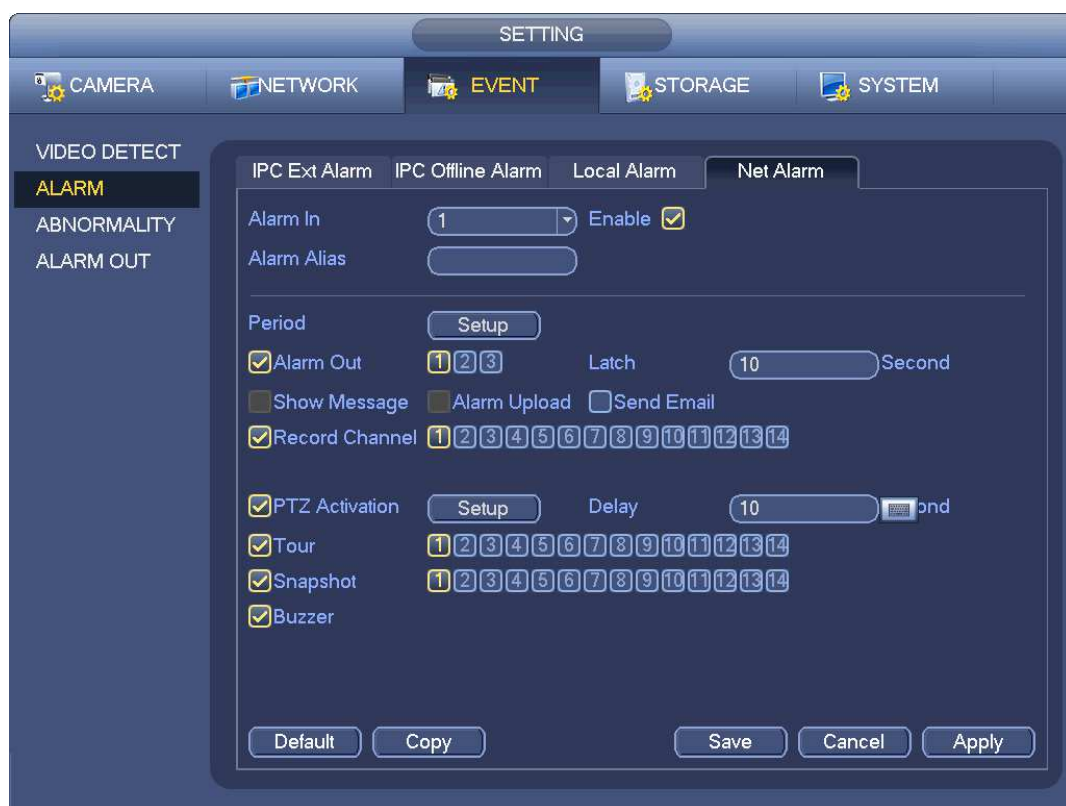 SETTING
CAMERA NETWORK EVENT STORAGE SYSTEM
VIDEO DETECT
ALARM
ABNORMALITY
ALARM OUT
IPC Ext Alarm IPC Offline Alarm Local Alarm Net Alarm
Alarm In 1 Enable
Alarm Alias
Period Setup
Alarm Out 1 2 3 Latch 10 Second
Show Message Alarm Upload Send Email
Record Channel 1 2 3 4 5 6 7 8 9 10 11 12 13 14
PTZ Activation Setup Delay 10 ond
Tour 1 2 3 4 5 6 7 8 9 10 11 12 13 14
Snapshot 1 2 3 4 5 6 7 8 9 10 11 12 13 14
Buzzer
Default Copy Save Cancel Apply